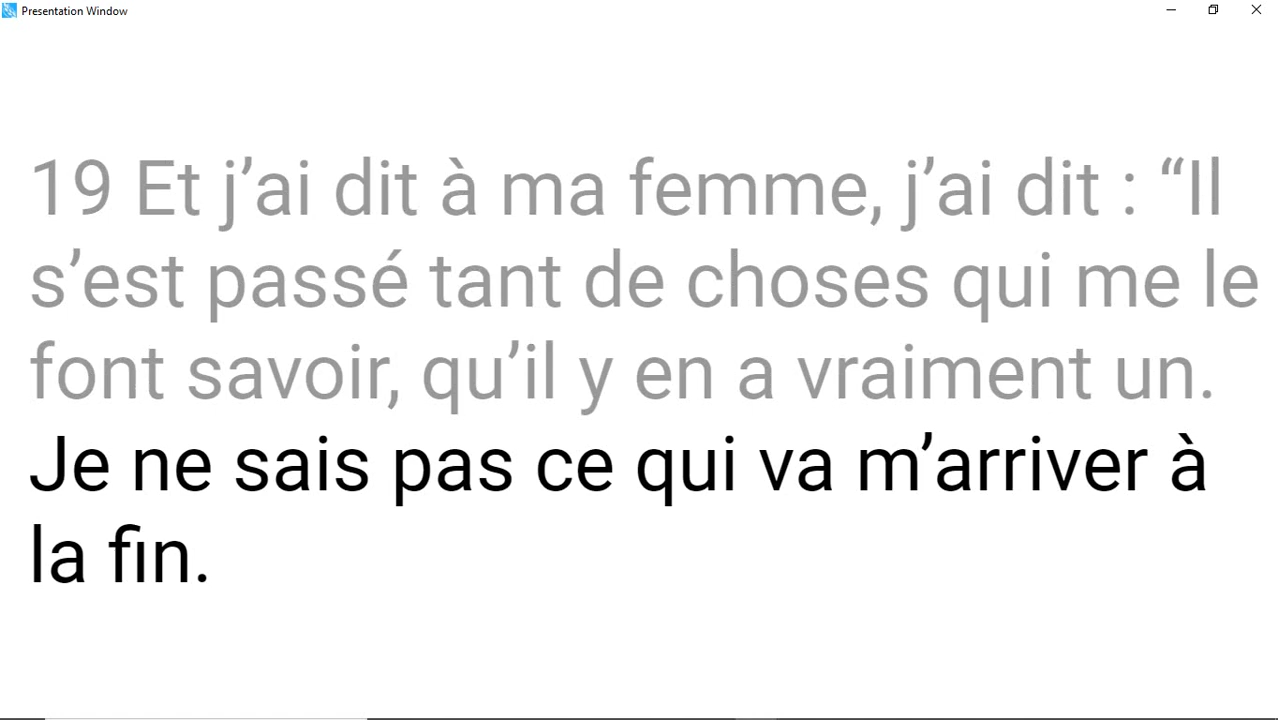 Presentation Window
19 Et j’ai dit à ma femme, j’ai dit : “Il
s’est passé tant de choses qui me le
font savoir, qu’il y en a vraiment un.
Je ne sais pas ce qui va m’arriver à
la fin.